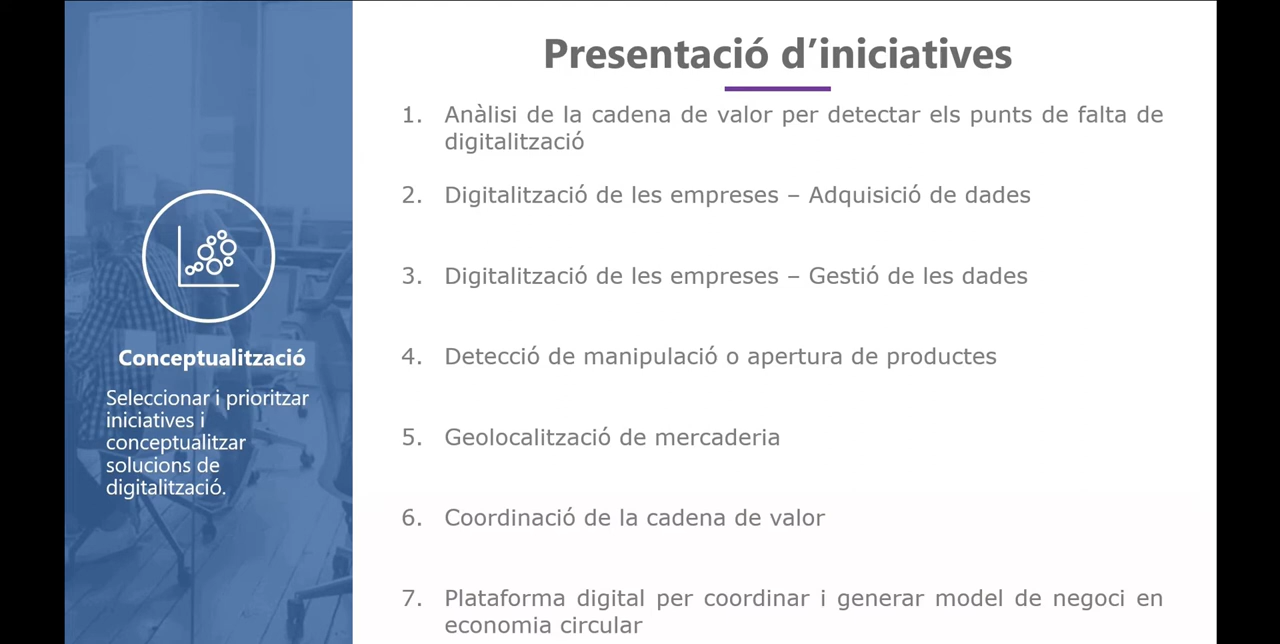 Presentació d’iniciatives
1. Anàlisi de la cadena de valor per detectar els punts de falta de
digitalització
2. Digitalització de les empreses – Adquisició de dades
3. Digitalització de les empreses – Gestió de les dades
4. Detecció de manipulació o apertura de productes
5. Geolocalització de mercaderia
6. Coordinació de la cadena de valor
7. Plataforma digital per coordinar i generar model de negoci en
economia circular
Conceptualització
Seleccionar i prioritzar
iniciatives i
conceptualitzar
solucions de
digitalització.